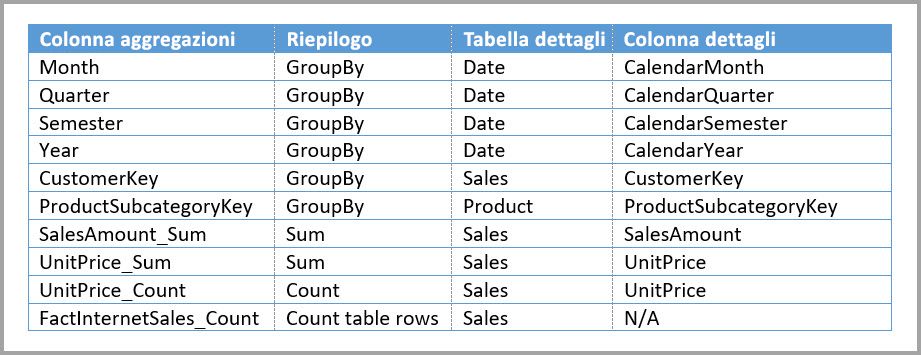 Colonna aggregazioni Riepilogo Tabella dettagli Colonna dettagli
Month GroupBy Date CalendarMonth
Quarter GroupBy Date CalendarQuarter
Semester GroupBy Date CalendarSemester
Year GroupBy Date CalendarYear
CustomerKey GroupBy Sales CustomerKey
ProductSubcategoryKey GroupBy Product ProductSubcategoryKey
SalesAmount_Sum Sum Sales SalesAmount
UnitPrice_Sum Sum Sales UnitPrice
UnitPrice_Count Count Sales UnitPrice
FactInternetSales_Count Count table rows Sales N/A